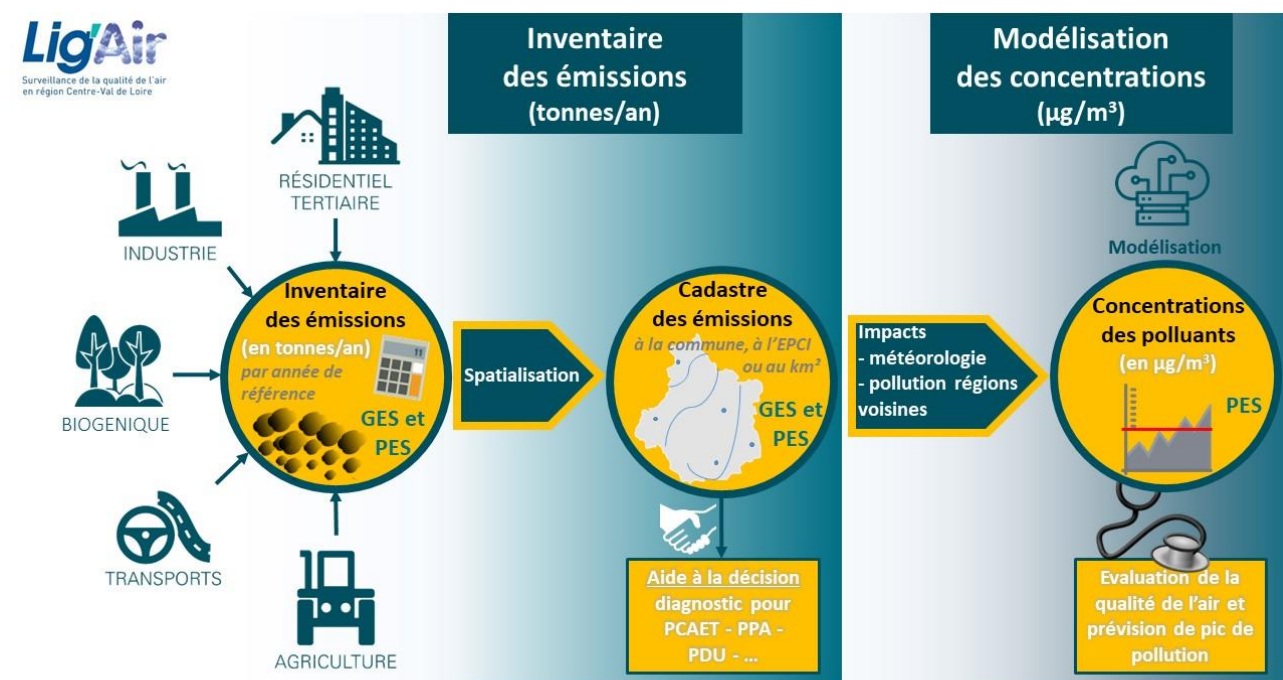 Lig'Air
Surveillance de la qualité de l'air
en région Centre-Val de Loire
Inventaire
des émissions
(tonnes/an)
Modélisation
des concentrations
(µg/m³)
RÉSIDENTIEL
TERTIAIRE
INDUSTRIE
BIOGENIQUE
TRANSPORTS
AGRICULTURE
Inventaire
des émissions
(en tonnes/an)
par année de
référence
GES et
PES
Spatialisation
Cadastre
des émissions
à la commune, à l'EPCI
ou au km²
GES et
PES
Aide à la décision
diagnostic pour
PCAET - PPA -
PDU - ...
Impacts
- météorologie
- pollution régions
voisines
Modélisation
Concentrations
des polluants
(en µg/m³)
PES
Evaluation de la
qualité de l'air et
prévision de pic de
pollution